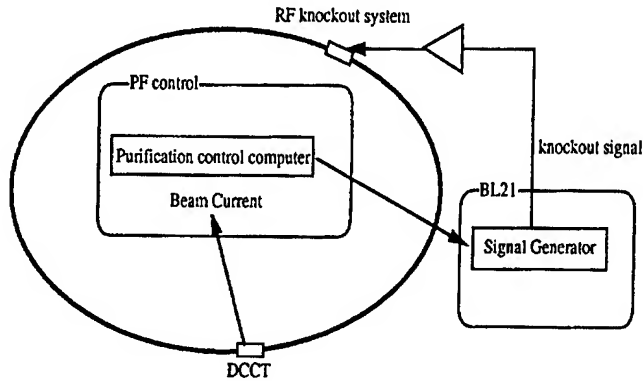 RF knockout system
PF control
Purification control computer
knockout signal
Beam Current
BL21
Signal Generator
DCCT